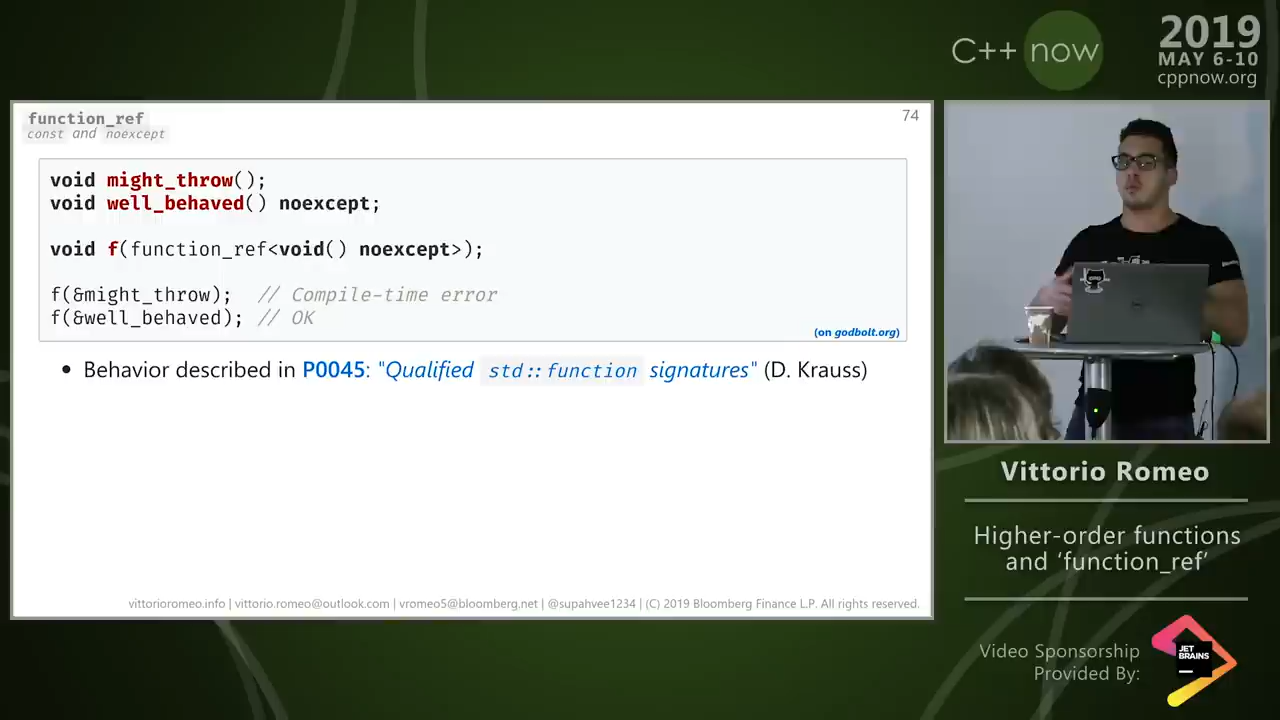 C++ now
2019
MAY 6-10
cppnow.org
function_ref
const and noexcept
74
void might_throw();
void well_behaved() noexcept;
void f(function_ref<void() noexcept>);
f(&might_throw);  // Compile-time error
f(&well_behaved); // OK
(on godbolt.org)
• Behavior described in P0045: "Qualified std::function signatures" (D. Krauss)
vittorioromeo.info | vittorio.romeo@outlook.com | vromeo5@bloomberg.net | @supahvee1234 | (C) 2019 Bloomberg Finance L.P. All rights reserved.
Vittorio Romeo
Higher-order functions
and ‘function_ref’
Video Sponsorship
Provided By:
JET
BRAINS